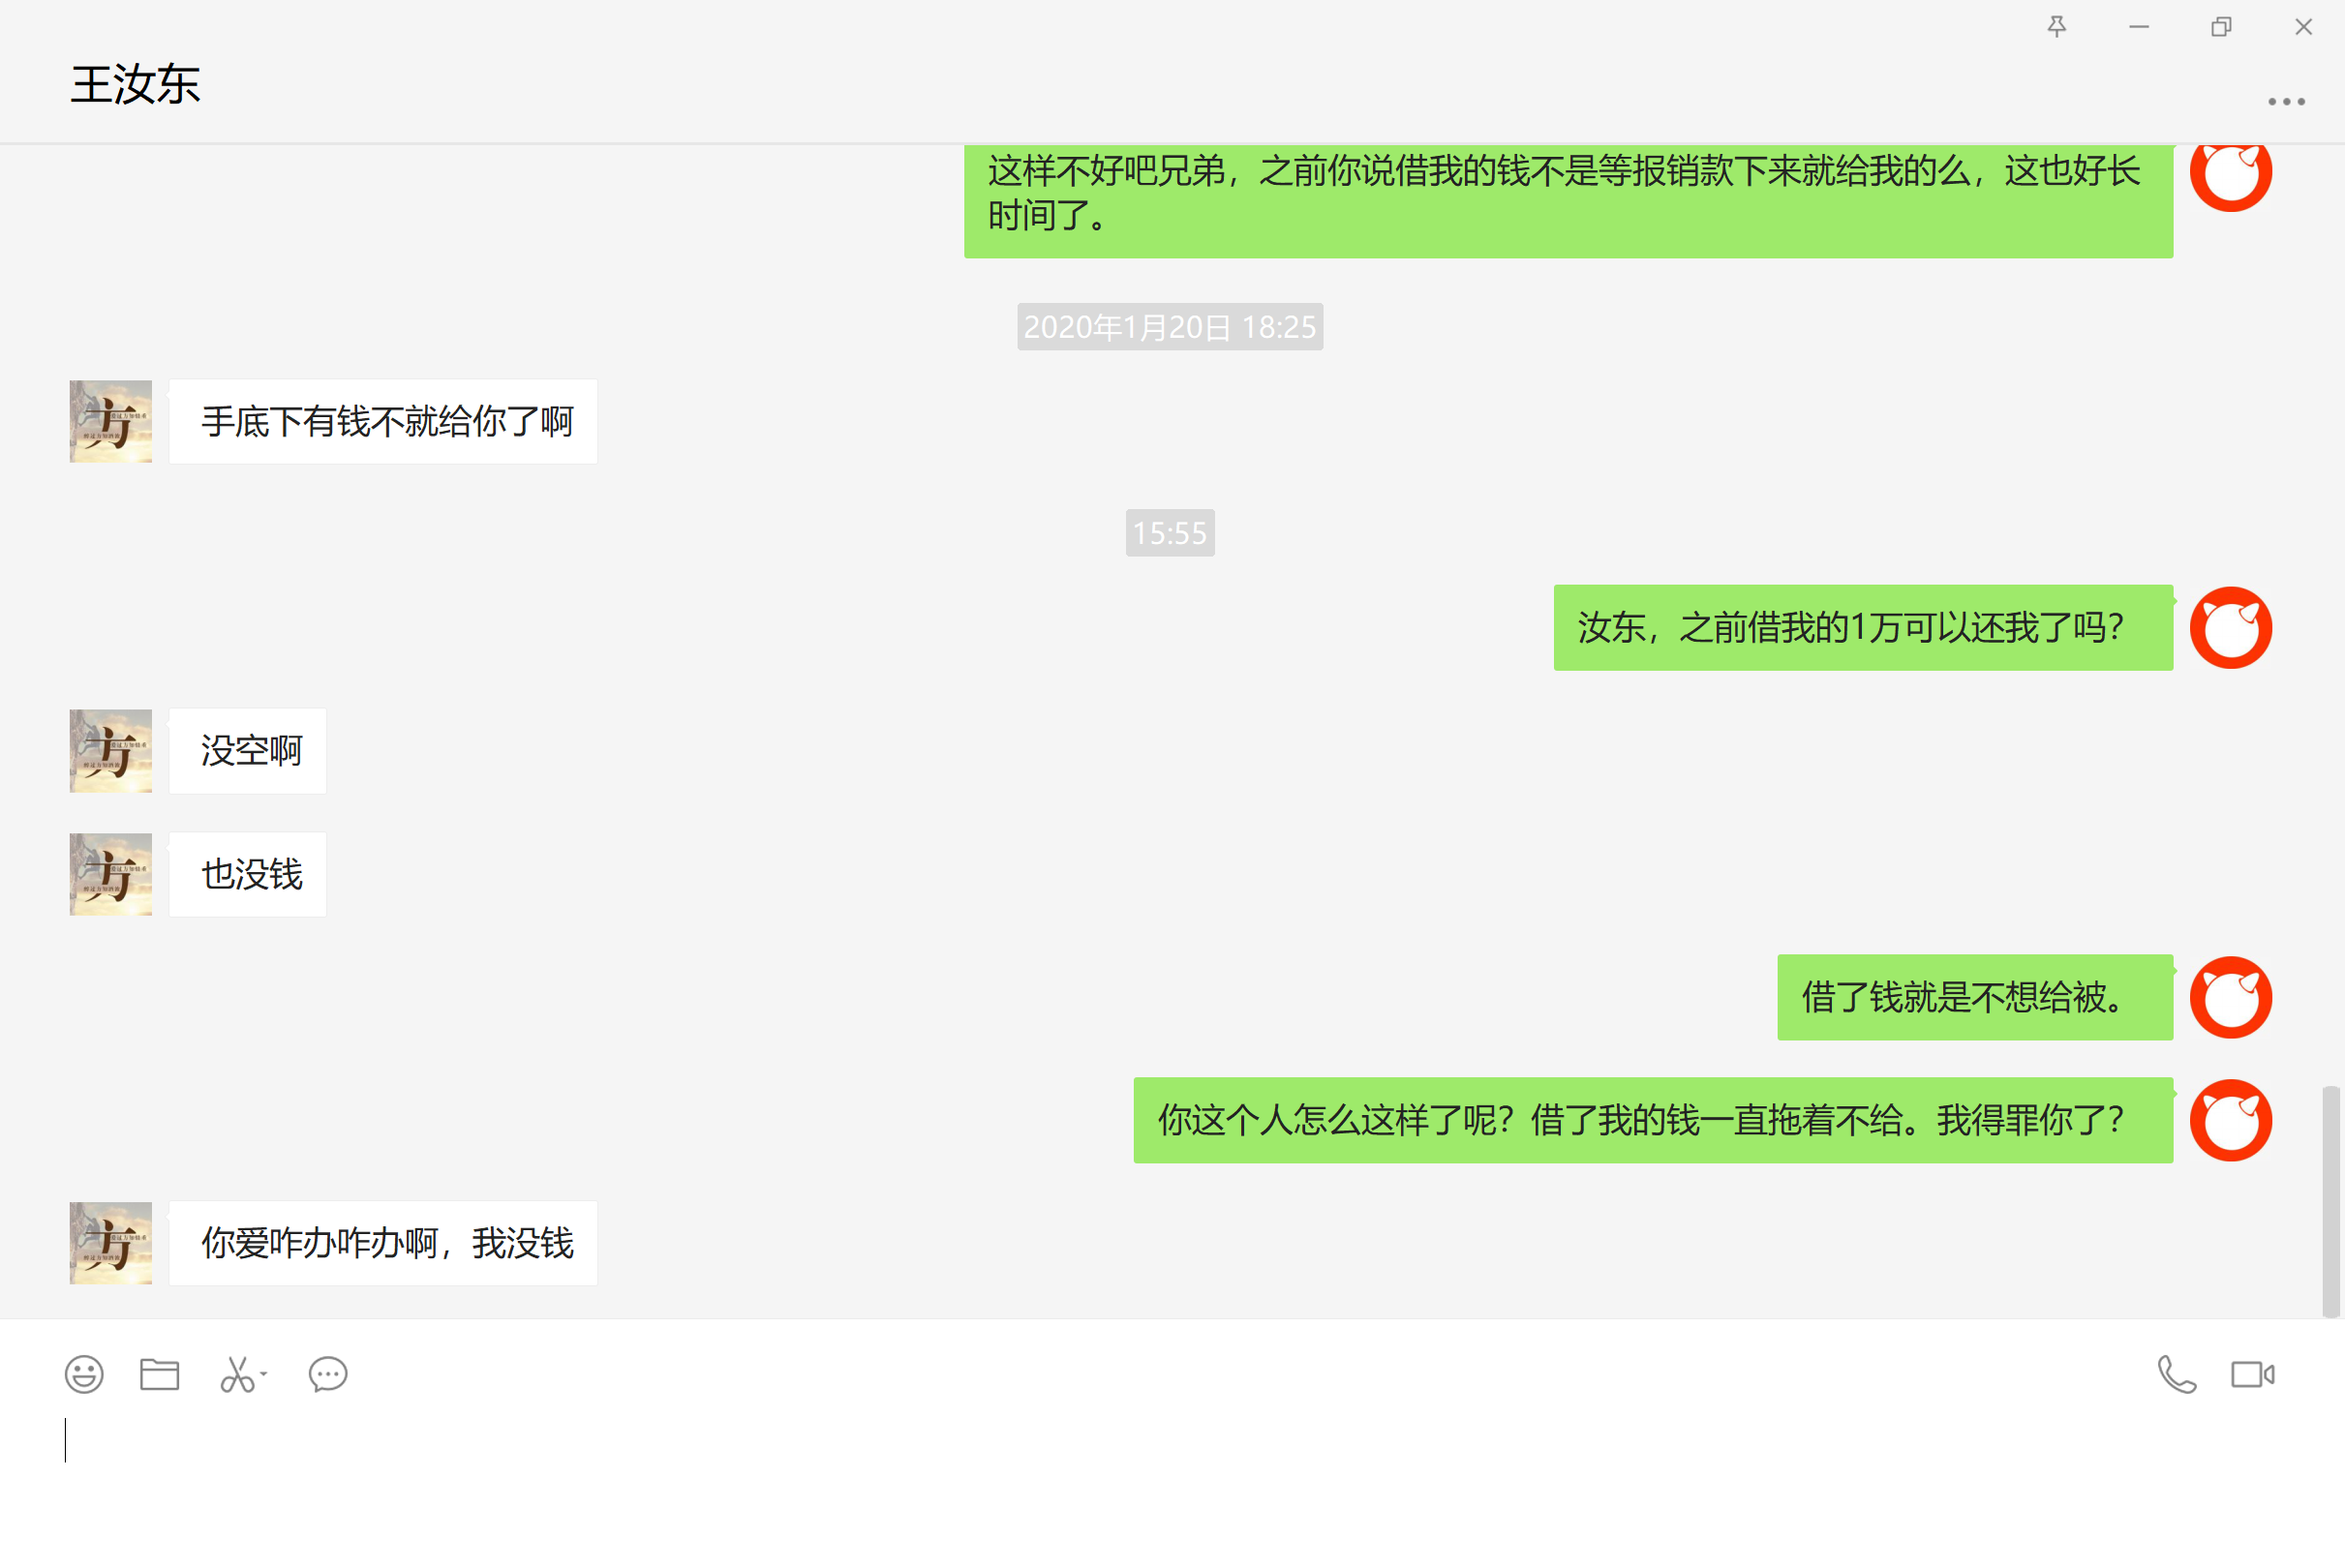 王汝东
这样不好吧兄弟，之前你说借我的钱不是等报销款下来就给我的么，这也好长
时间了。
2020年1月20日 18:25
手底下有钱不就给你了啊
15:55
汝东，之前借我的1万可以还我了吗？
没空啊
也没钱
借了钱就是不想给被。
你这个人怎么这样了呢？借了我的钱一直拖着不给。我得罪你了？
你爱咋办咋办啊，我没钱